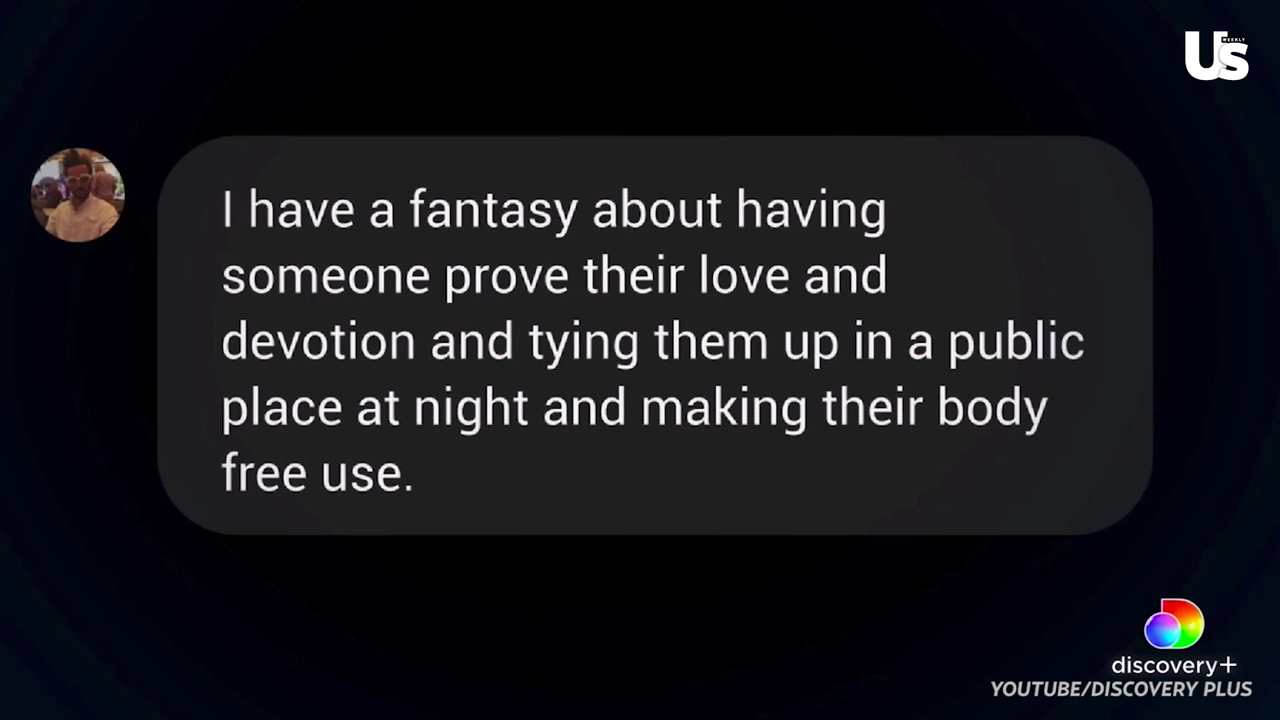 Us
WEEKLY
I have a fantasy about having
someone prove their love and
devotion and tying them up in a public
place at night and making their body
free use.
discovery+
YOUTUBE/DISCOVERY PLUS